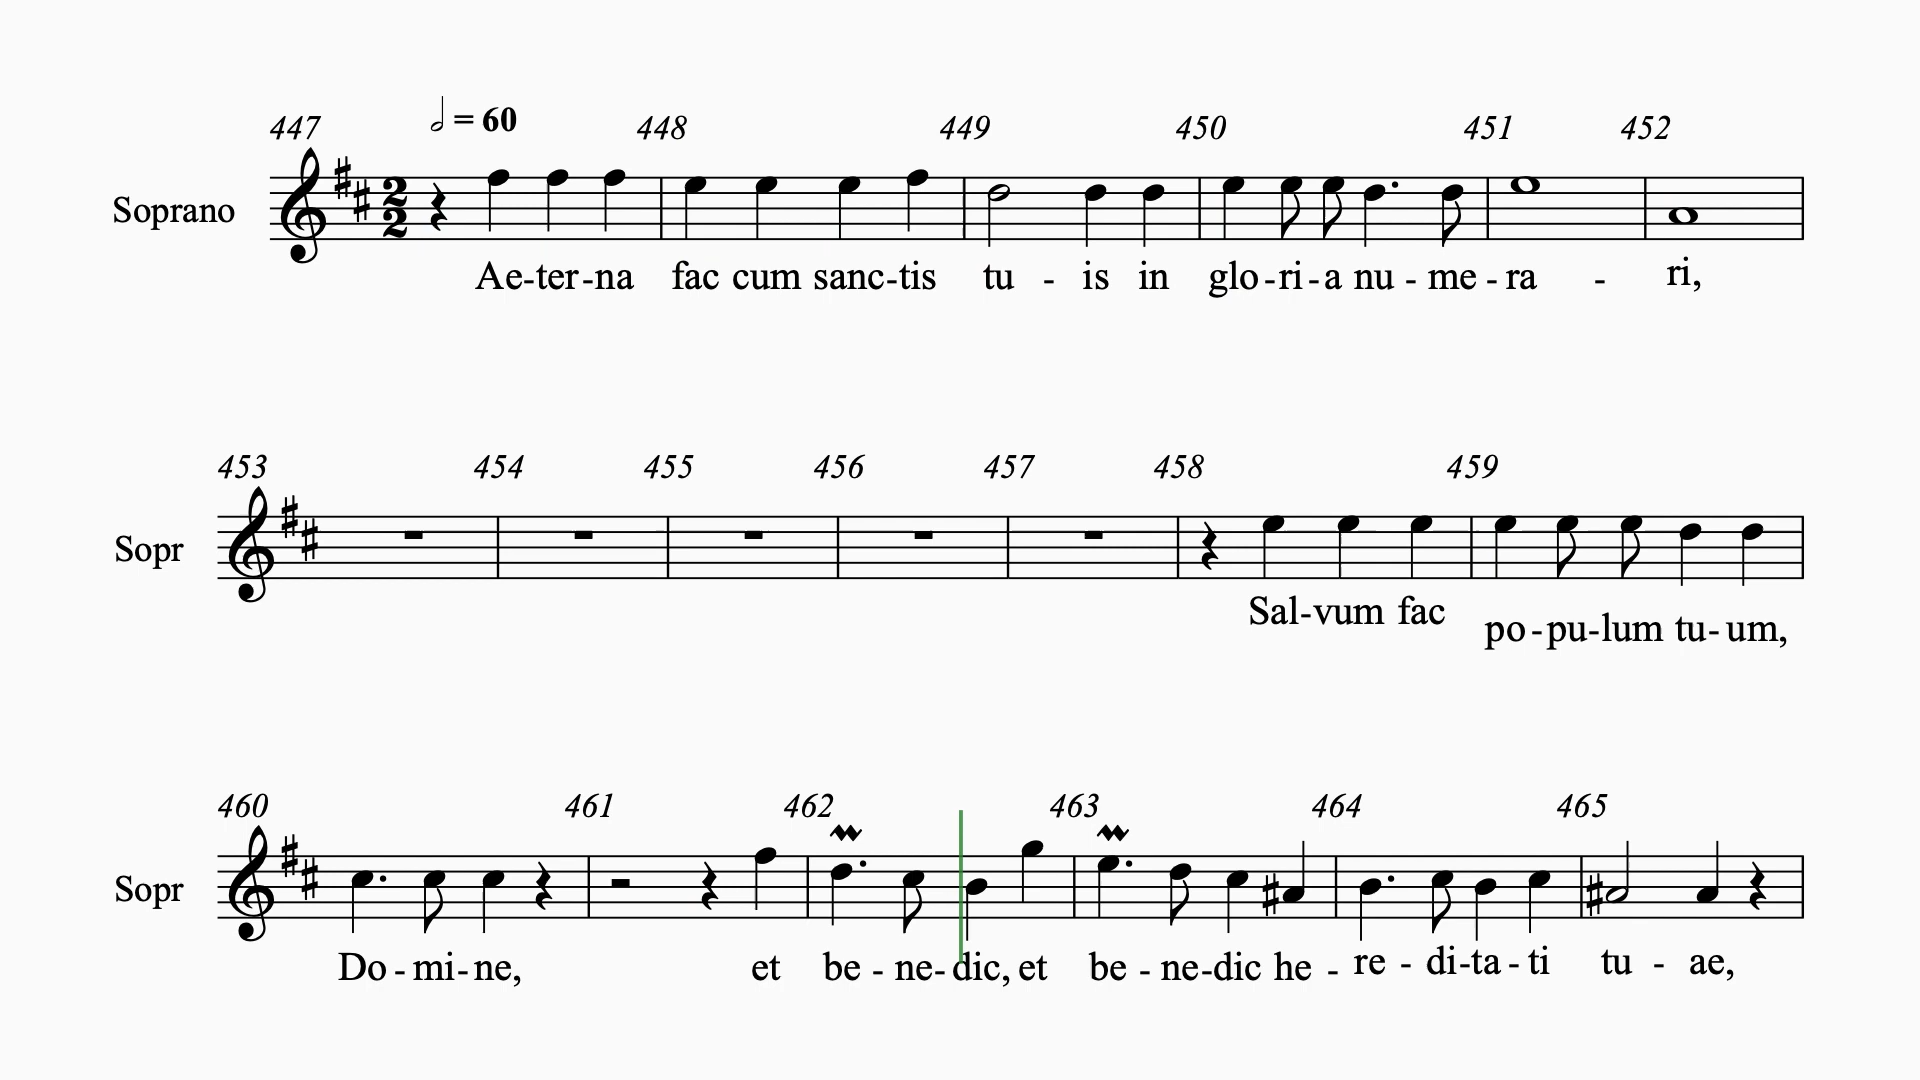 447 𝅗𝅥 = 60 448 449 450 451 452
Soprano
Ae-ter-na fac cum sanc-tis tu - is in glo-ri-a nu - me - ra - ri,
453 454 455 456 457 458 459
Sopr
Sal-vum fac po-pu-lum tu-um,
460 461 462 463 464 465
Sopr
Do-mi-ne, et be - ne-dic, et be - ne-dic he - re - di-ta-ti tu - ae,